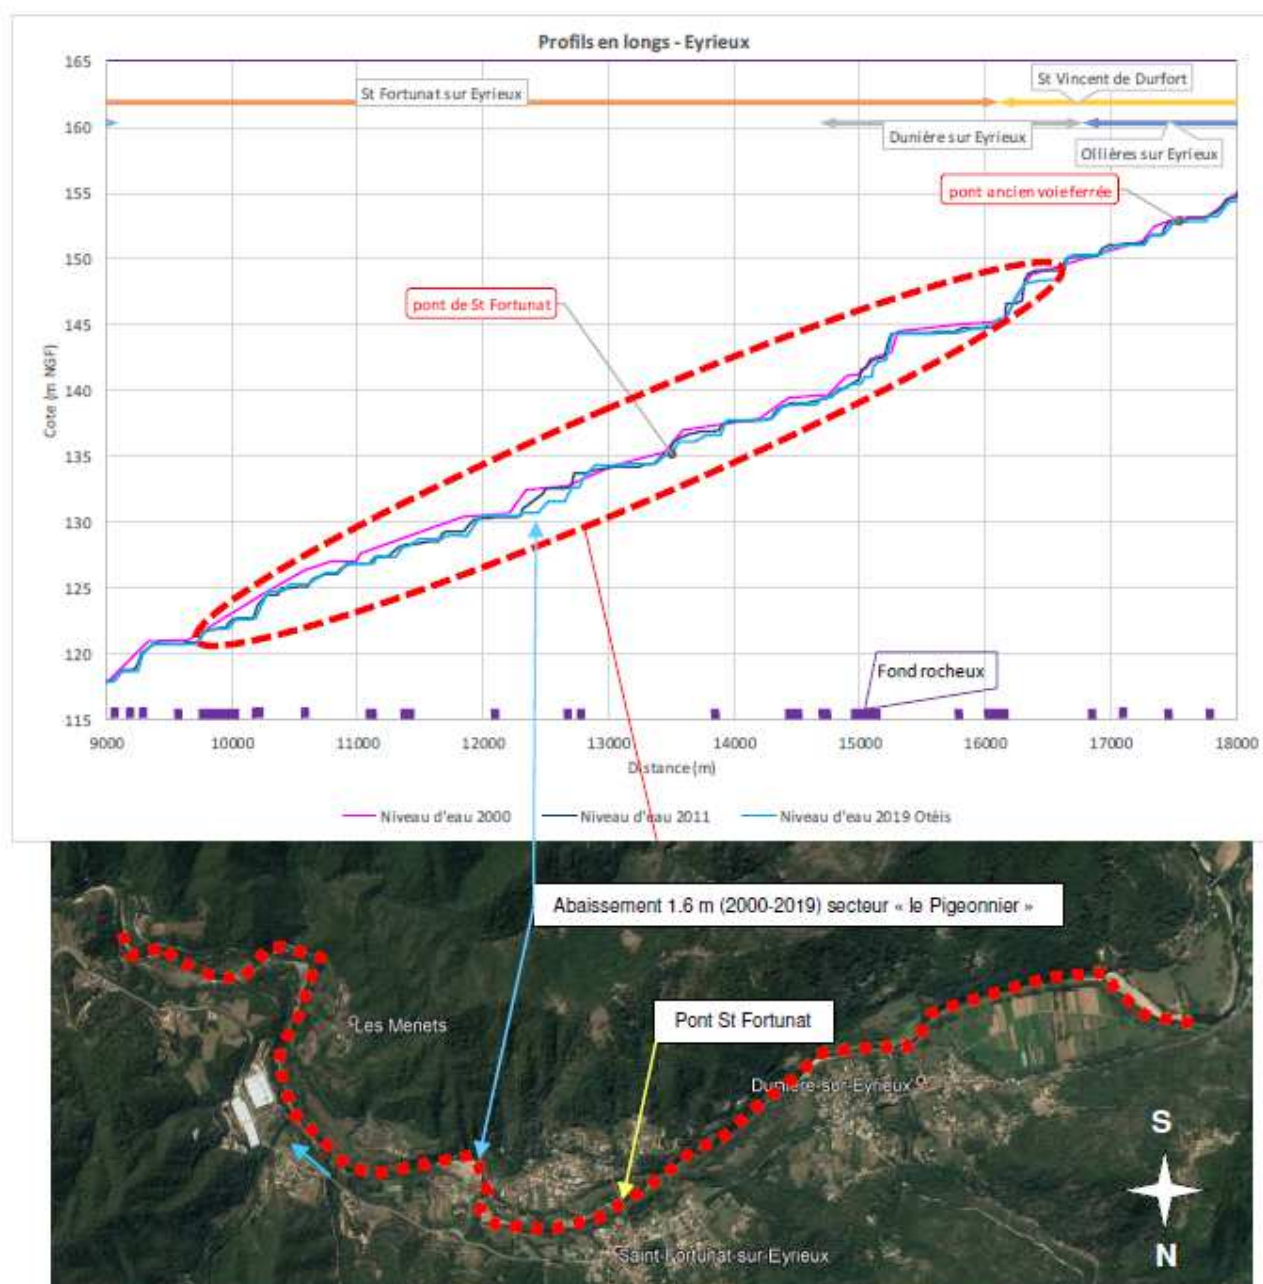 Profils en longs - Eyrieux
165
160
155
150
145
140
135
130
125
120
115
Cote (m NGF)
St Fortunat sur Eyrieux
St Vincent de Durfort
Dunière sur Eyrieux
Ollières sur Eyrieux
pont ancien voie ferrée
pont de St Fortunat
Fond rocheux
9000 10000 11000 12000 13000 14000 15000 16000 17000 18000
Distance (m)
Niveau d'eau 2000 Niveau d'eau 2011 Niveau d'eau 2019 Otéis
Abaissement 1.6 m (2000-2019) secteur « le Pigeonnier »
Pont St Fortunat
Les Menets
Dunière-sur-Eyrieux
Saint-Fortunat-sur-Eyrieux
S
N